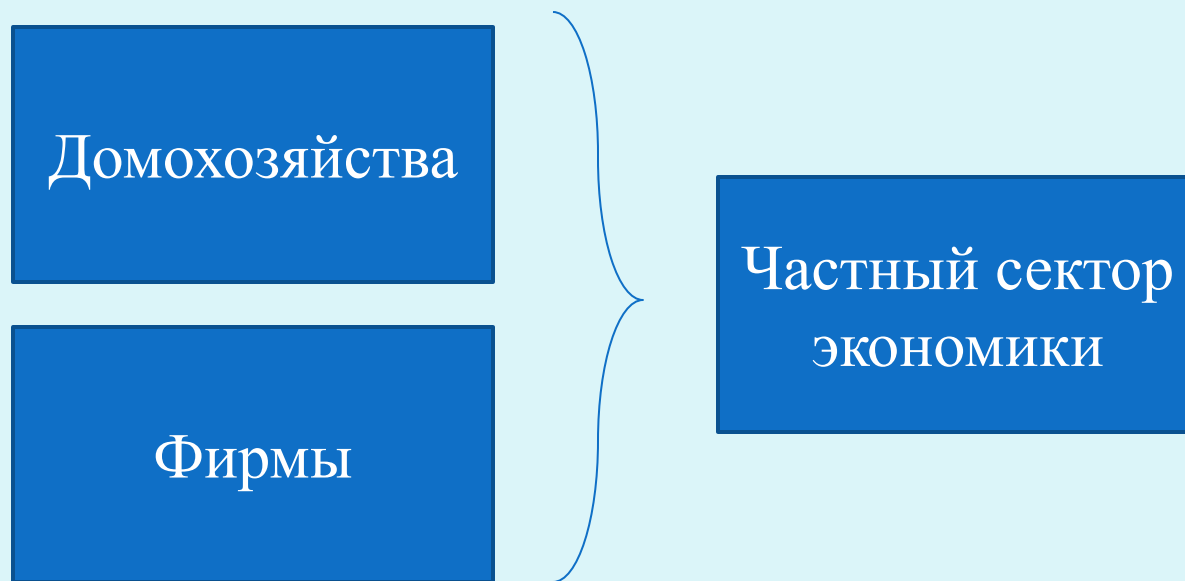 Домохозяйства
Фирмы
Частный сектор
экономики